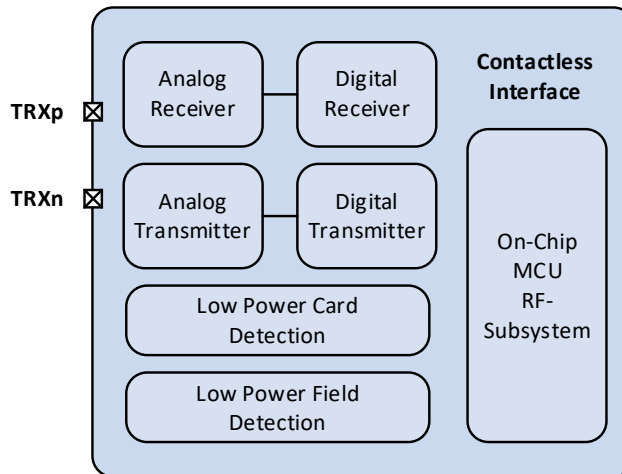 Analog
Receiver
Digital
Receiver
Contactless
Interface
TRXp
TRXn
Analog
Transmitter
Digital
Transmitter
On-Chip
MCU
RF-
Subsystem
Low Power Card
Detection
Low Power Field
Detection